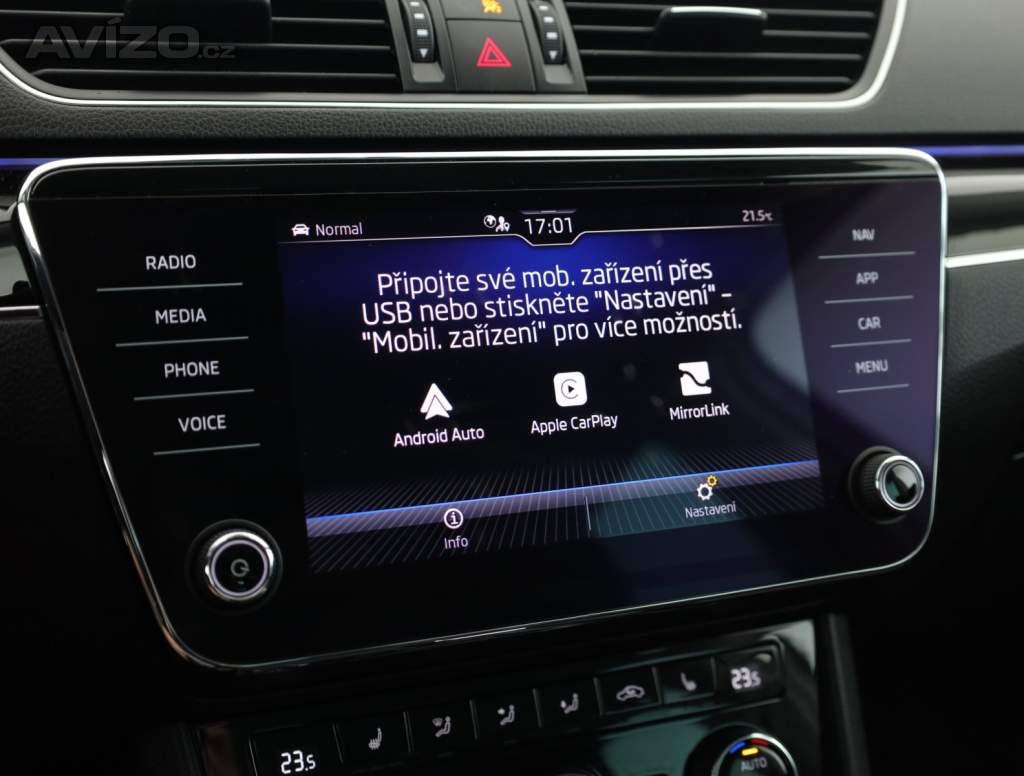 AVÍZO.cz
Normal
17:01
21.5°C
RADIO
MEDIA
PHONE
VOICE
Připojte své mob. zařízení přes
USB nebo stiskněte "Nastavení" –
"Mobil. zařízení" pro více možností.
Android Auto
Apple CarPlay
MirrorLink
Info
Nastavení
NAV
APP
CAR
MENU
23.5
23.5
AUTO